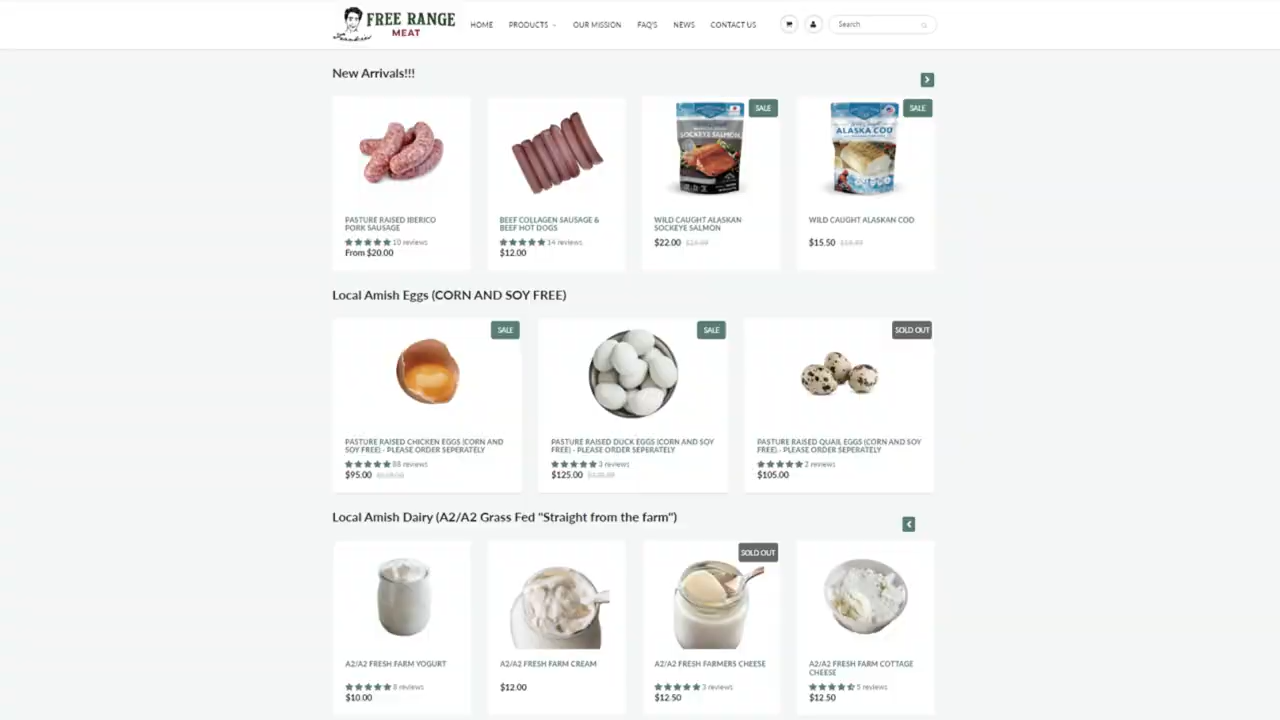 FREE RANGE
MEAT
HOME
PRODUCTS
OUR MISSION
FAQ'S
NEWS
CONTACT US
Search
New Arrivals!!!
SALE
SALE
SOCKEYE SALMON
ALASKA COD
PASTURE RAISED IBERICO
PORK SAUSAGE
10 reviews
From $20.00
BEEF COLLAGEN SAUSAGE &
BEEF HOT DOGS
14 reviews
$12.00
WILD CAUGHT ALASKAN
SOCKEYE SALMON
$22.00
WILD CAUGHT ALASKAN COD
$15.50
Local Amish Eggs (CORN AND SOY FREE)
SALE
SALE
SOLD OUT
PASTURE RAISED CHICKEN EGGS (CORN AND
SOY FREE) - PLEASE ORDER SEPERATELY
88 reviews
$95.00
PASTURE RAISED DUCK EGGS (CORN AND SOY
FREE) - PLEASE ORDER SEPERATELY
3 reviews
$125.00
PASTURE RAISED QUAIL EGGS (CORN AND SOY
FREE) - PLEASE ORDER SEPERATELY
2 reviews
$105.00
Local Amish Dairy (A2/A2 Grass Fed "Straight from the farm")
SOLD OUT
A2/A2 FRESH FARM YOGURT
8 reviews
$10.00
A2/A2 FRESH FARM CREAM
$12.00
A2/A2 FRESH FARMERS CHEESE
3 reviews
$12.50
A2/A2 FRESH FARM COTTAGE
CHEESE
5 reviews
$12.50